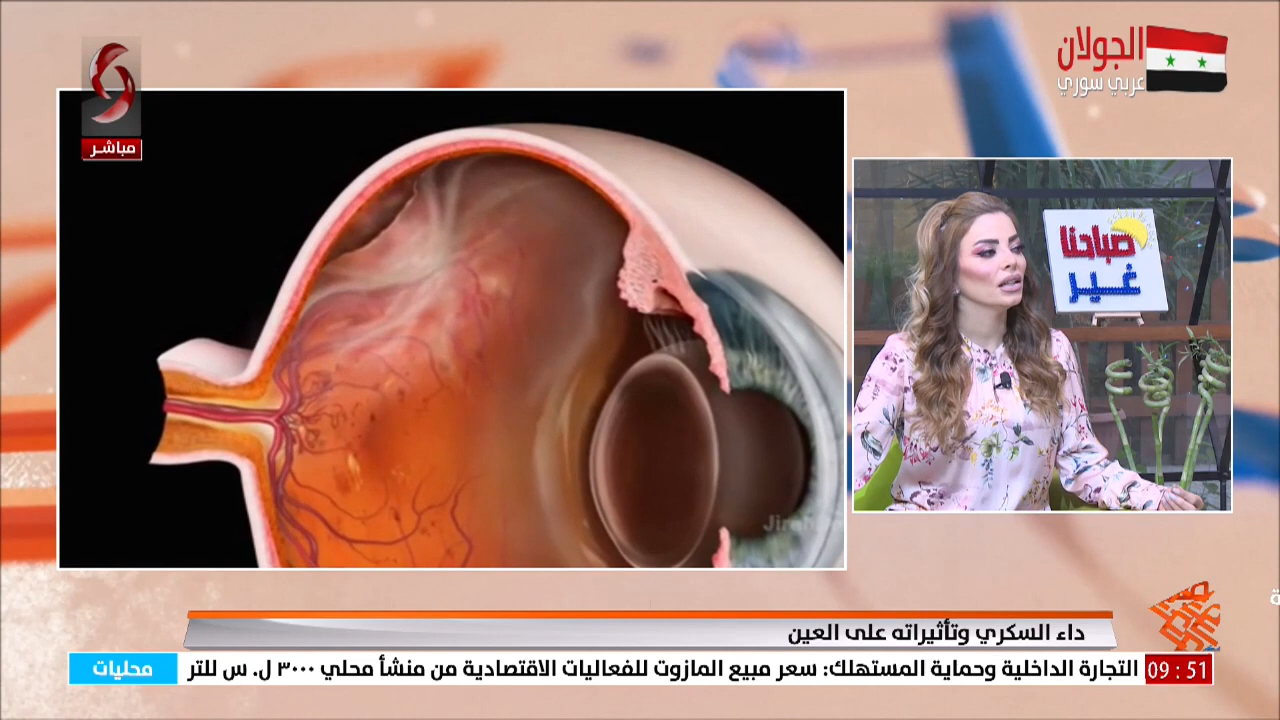 الجولان
عربي سوري
مباشر
صباحنا
غير
داء السكري وتأثيراته على العين
09 : 51
التجارة الداخلية وحماية المستهلك: سعر مبيع المازوت للفعاليات الاقتصادية من منشأ محلي ٣٠٠٠ ل. س للتر
محليات